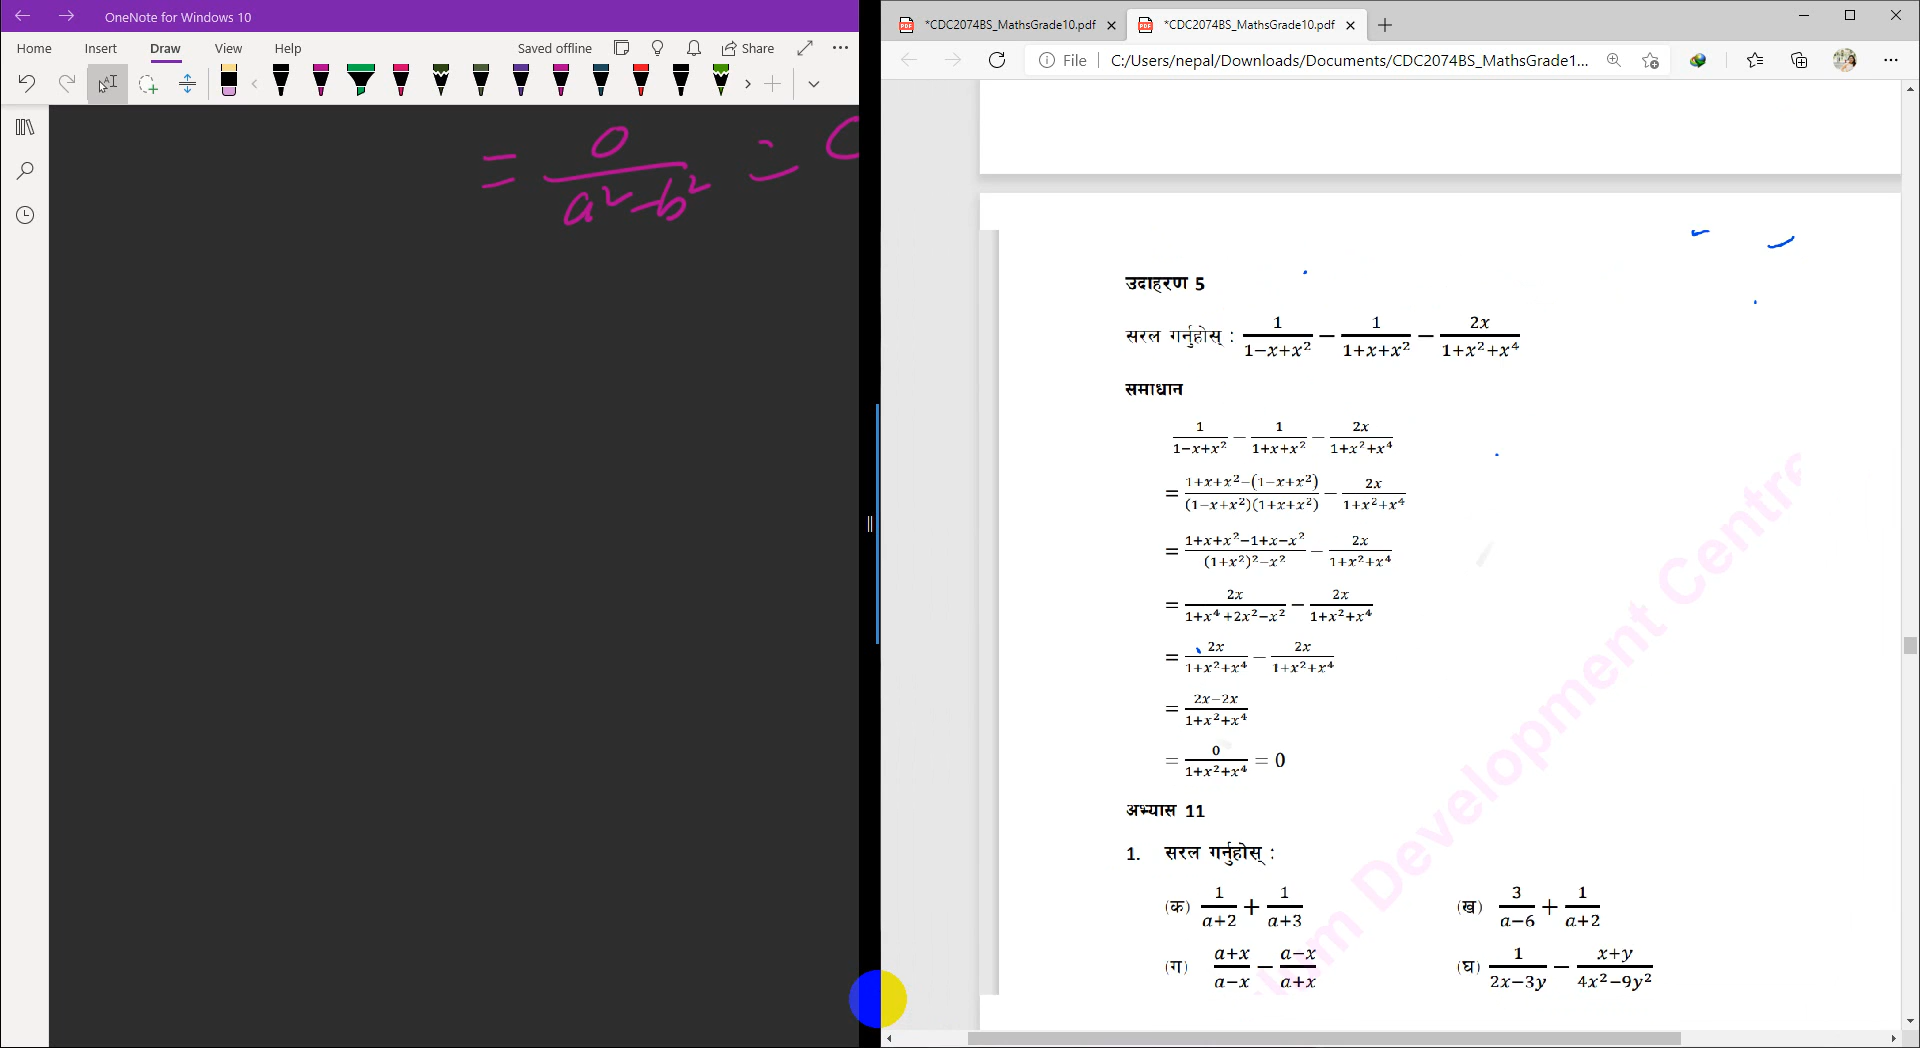 OneNote for Windows 10
Home Insert Draw View Help Saved offline Share
= 0/(a²-b²) =
*CDC2074BS_MathsGrade10.pdf *CDC2074BS_MathsGrade10.pdf
File C:/Users/nepal/Downloads/Documents/CDC2074BS_MathsGrade1...
उदाहरण 5
सरल गर्नुहोस् : 1/(1−x+x²) − 1/(1+x+x²) − 2x/(1+x²+x⁴)
समाधान
1/(1−x+x²) − 1/(1+x+x²) − 2x/(1+x²+x⁴)
= (1+x+x²−(1−x+x²))/((1−x+x²)(1+x+x²)) − 2x/(1+x²+x⁴)
= (1+x+x²−1+x−x²)/((1+x²)²−x²) − 2x/(1+x²+x⁴)
= 2x/(1+x⁴+2x²−x²) − 2x/(1+x²+x⁴)
= 2x/(1+x²+x⁴) − 2x/(1+x²+x⁴)
= (2x−2x)/(1+x²+x⁴)
= 0/(1+x²+x⁴) = 0
अभ्यास 11
1. सरल गर्नुहोस् :
(क) 1/(a+2) + 1/(a+3) (ख) 3/(a−6) + 1/(a+2)
(ग) (a+x)/(a−x) − (a−x)/(a+x) (घ) 1/(2x−3y) − (x+y)/(4x²−9y²)
Development Centre